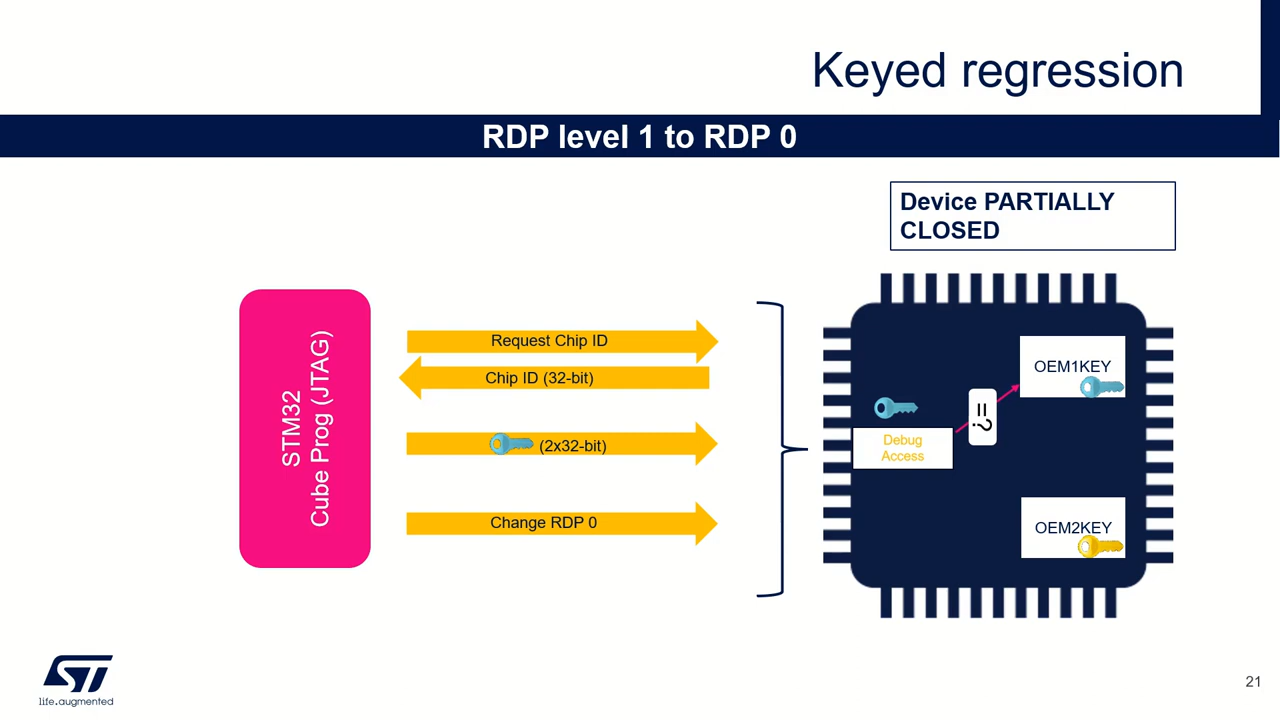 Keyed regression
RDP level 1 to RDP 0
Device PARTIALLY
CLOSED
STM32
Cube Prog (JTAG)
Request Chip ID
Chip ID (32-bit)
(2x32-bit)
Change RDP 0
Debug
Access
=?
OEM1KEY
OEM2KEY
ST
life.augmented
21